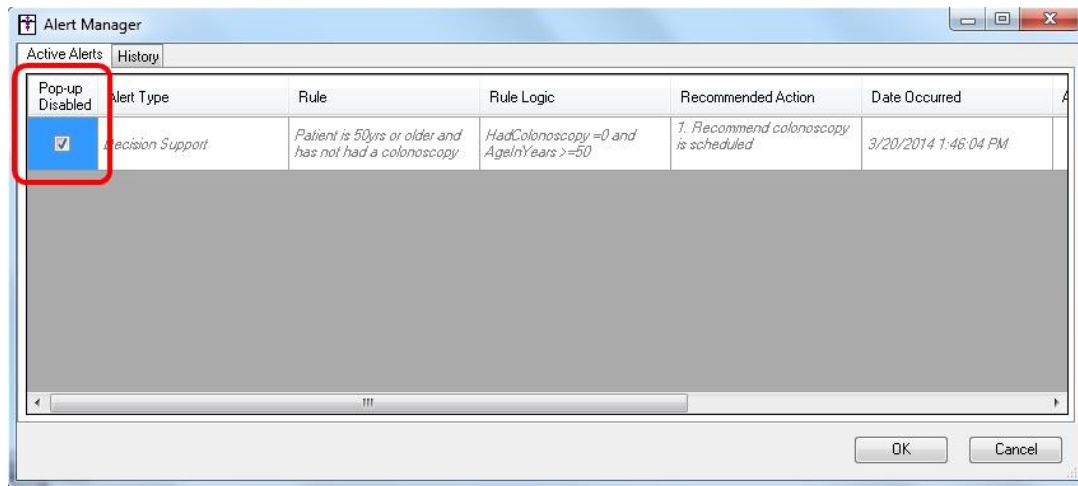 Alert Manager
Active Alerts History
Pop-up
Disabled
Alert Type
Rule
Rule Logic
Recommended Action
Date Occurred
A
Decision Support
Patient is 50yrs or older and
has not had a colonoscopy
HadColonoscopy =0 and
AgeInYears >=50
1. Recommend colonoscopy
is scheduled
3/20/2014 1:46:04 PM
OK Cancel